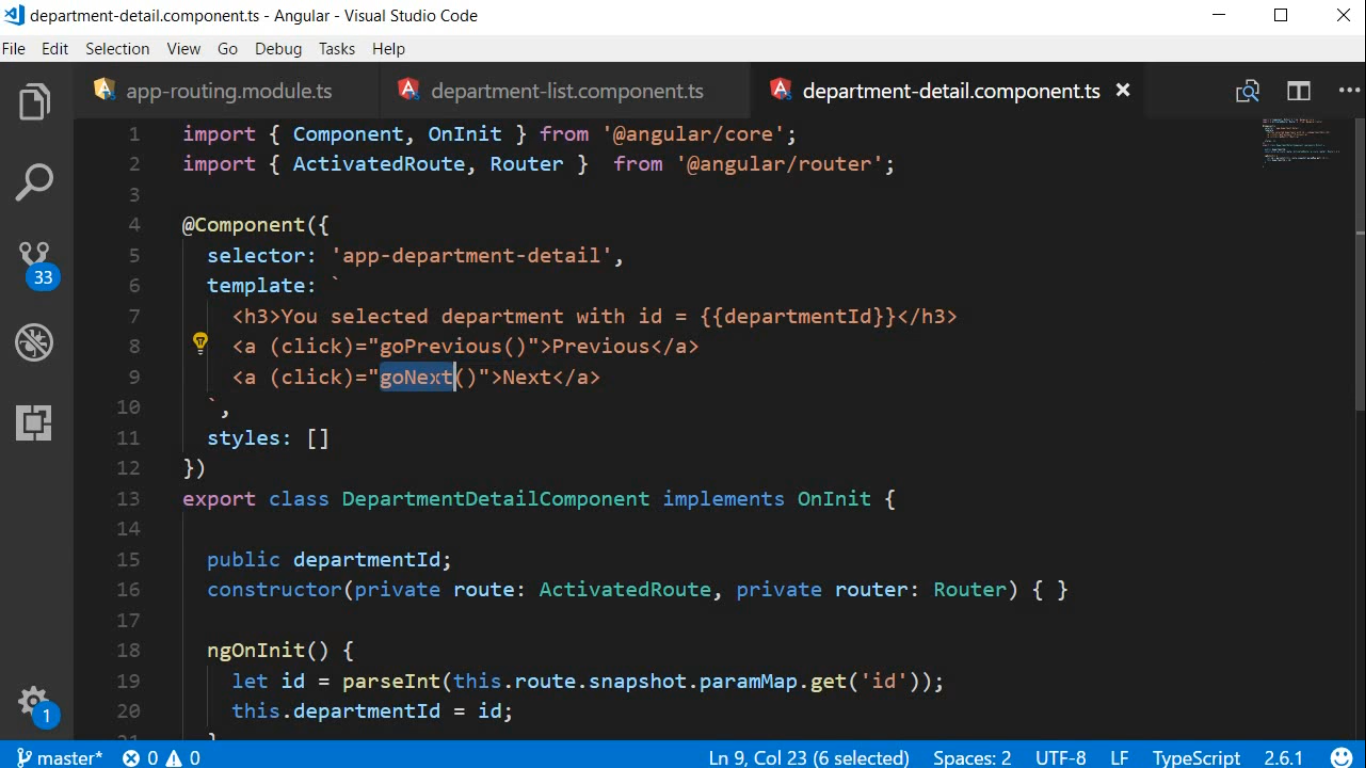 department-detail.component.ts - Angular - Visual Studio Code
File Edit Selection View Go Debug Tasks Help
app-routing.module.ts department-list.component.ts department-detail.component.ts
1 import { Component, OnInit } from '@angular/core';
2 import { ActivatedRoute, Router }  from '@angular/router';
3
4 @Component({
5   selector: 'app-department-detail',
6   template: `
7     <h3>You selected department with id = {{departmentId}}</h3>
8     <a (click)="goPrevious()">Previous</a>
9     <a (click)="goNext()">Next</a>
10   `,
11   styles: []
12 })
13 export class DepartmentDetailComponent implements OnInit {
14
15   public departmentId;
16   constructor(private route: ActivatedRoute, private router: Router) { }
17
18   ngOnInit() {
19     let id = parseInt(this.route.snapshot.paramMap.get('id'));
20     this.departmentId = id;
33
1
master* 0 0 Ln 9, Col 23 (6 selected) Spaces: 2 UTF-8 LF TypeScript 2.6.1